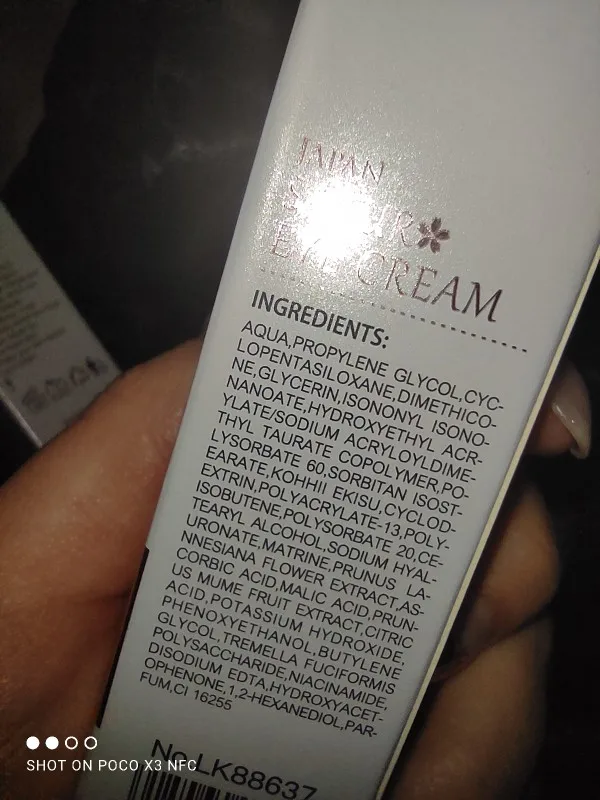 JAPAN
EYE CREAM
INGREDIENTS:
AQUA,PROPYLENE GLYCOL,CYC-
LOPENTASILOXANE,DIMETHICO-
NE,GLYCERIN,ISONONYL ISONO-
NANOATE,HYDROXYETHYL ACR-
YLATE/SODIUM ACRYLOYLDIME-
THYL TAURATE COPOLYMER,PO-
LYSORBATE 60,SORBITAN ISOST-
EARATE,KOHHII EKISU,CYCLOD-
EXTRIN,POLYACRYLATE-13,POLY-
ISOBUTENE,POLYSORBATE 20,CE-
TEARYL ALCOHOL,SODIUM HYAL-
URONATE,MATRINE,PRUNUS LA-
NNESIANA FLOWER EXTRACT,AS-
CORBIC ACID,MALIC ACID,PRUN-
US MUME FRUIT EXTRACT,CITRIC
ACID,POTASSIUM HYDROXIDE,
PHENOXYETHANOL,BUTYLENE
GLYCOL,TREMELLA FUCIFORMIS
POLYSACCHARIDE,NIACINAMIDE,
DISODIUM EDTA,HYDROXYACET-
OPHENONE,1,2-HEXANEDIOL,PAR-
FUM,CI 16255
No.LK88637
SHOT ON POCO X3 NFC